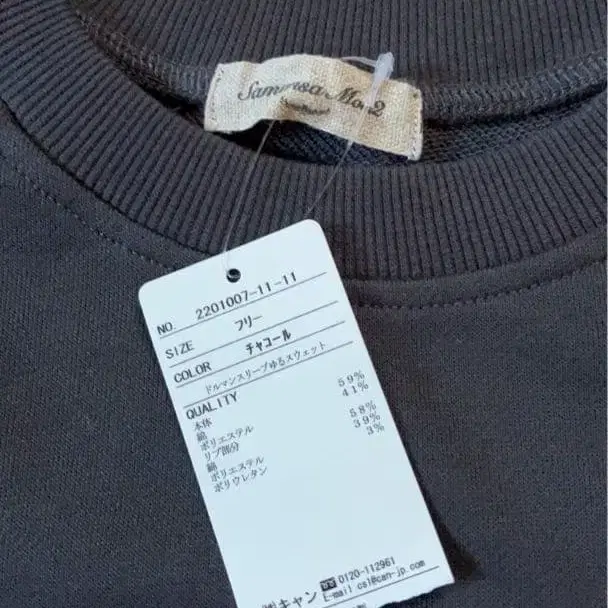 Samansa Mos2
NO. 2201007-11-11
SIZE フリー
COLOR チャコール
ドルマンスリーブゆるスウェット
QUALITY
本体
綿 59%
ポリエステル 41%
リブ部分
綿 58%
ポリエステル 39%
ポリウレタン 3%
㈱キャン 0120-112961
E-mail cs1@can-jp.com
製